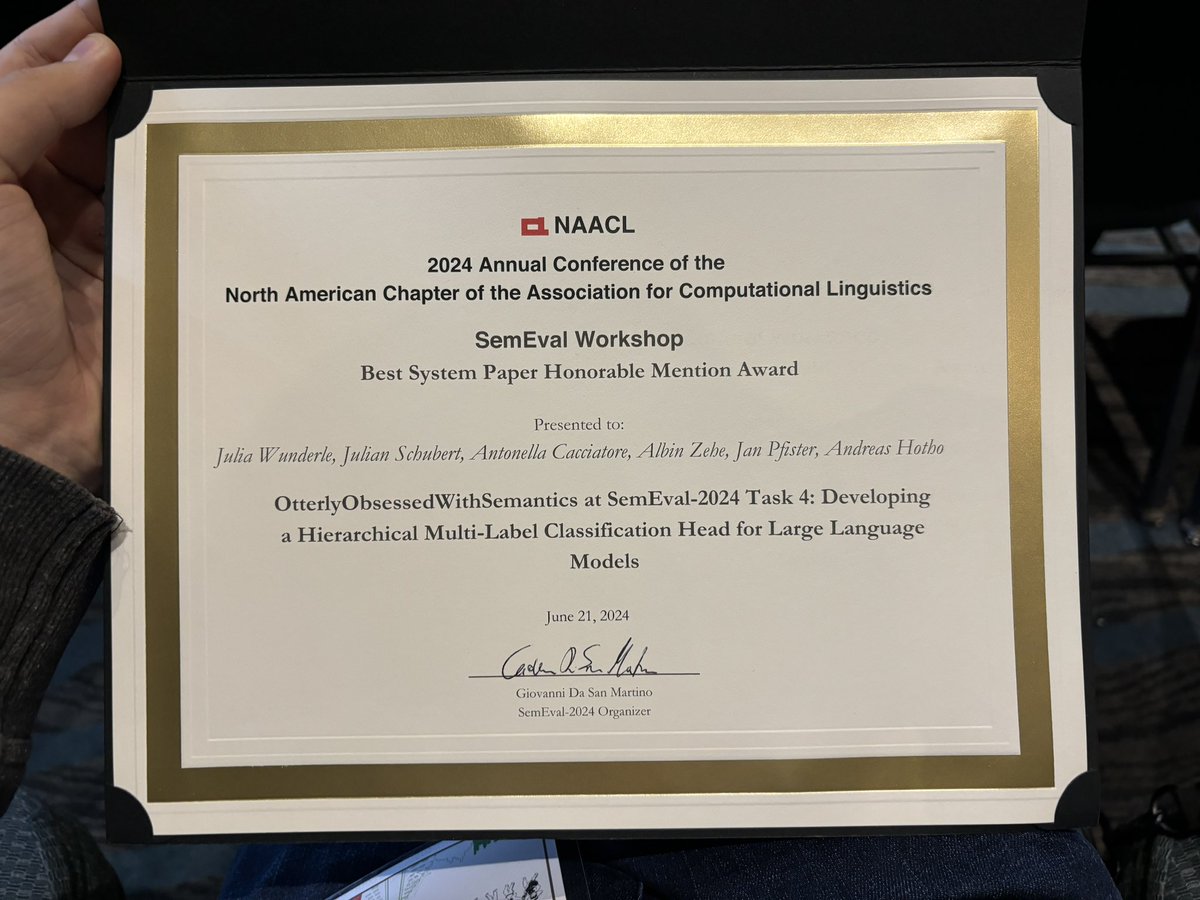 NAACL
2024 Annual Conference of the
North American Chapter of the Association for Computational Linguistics
SemEval Workshop
Best System Paper Honorable Mention Award
Presented to:
Julia Wunderle, Julian Schubert, Antonella Cacciatore, Albin Zehe, Jan Pfister, Andreas Hotho
OtterlyObsessedWithSemantics at SemEval-2024 Task 4: Developing
a Hierarchical Multi-Label Classification Head for Large Language
Models
June 21, 2024
Giovanni Da San Martino
SemEval-2024 Organizer